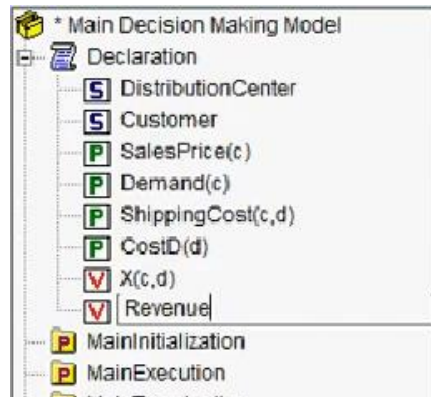 * Main Decision Making Model
Declaration
S DistributionCenter
S Customer
P SalesPrice(c)
P Demand(c)
P ShippingCost(c,d)
P CostD(d)
V X(c,d)
V Revenue
P MainInitialization
P MainExecution